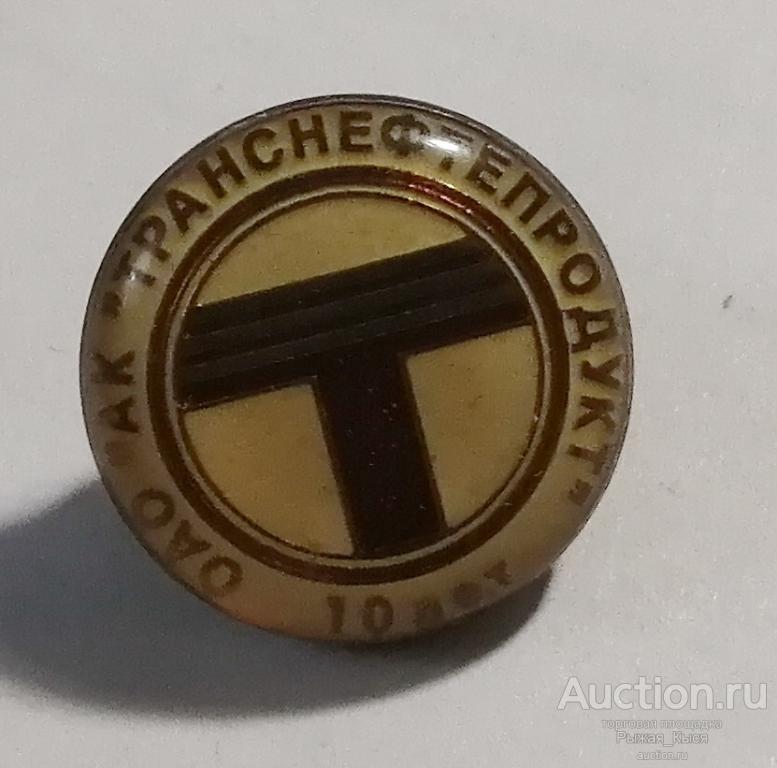 ОАО "АК "ТРАНСНЕФТЕПРОДУКТ"
10 лет
Т
Auction.ru
торговая площадка
Рыжая_Кыся
auction.ru